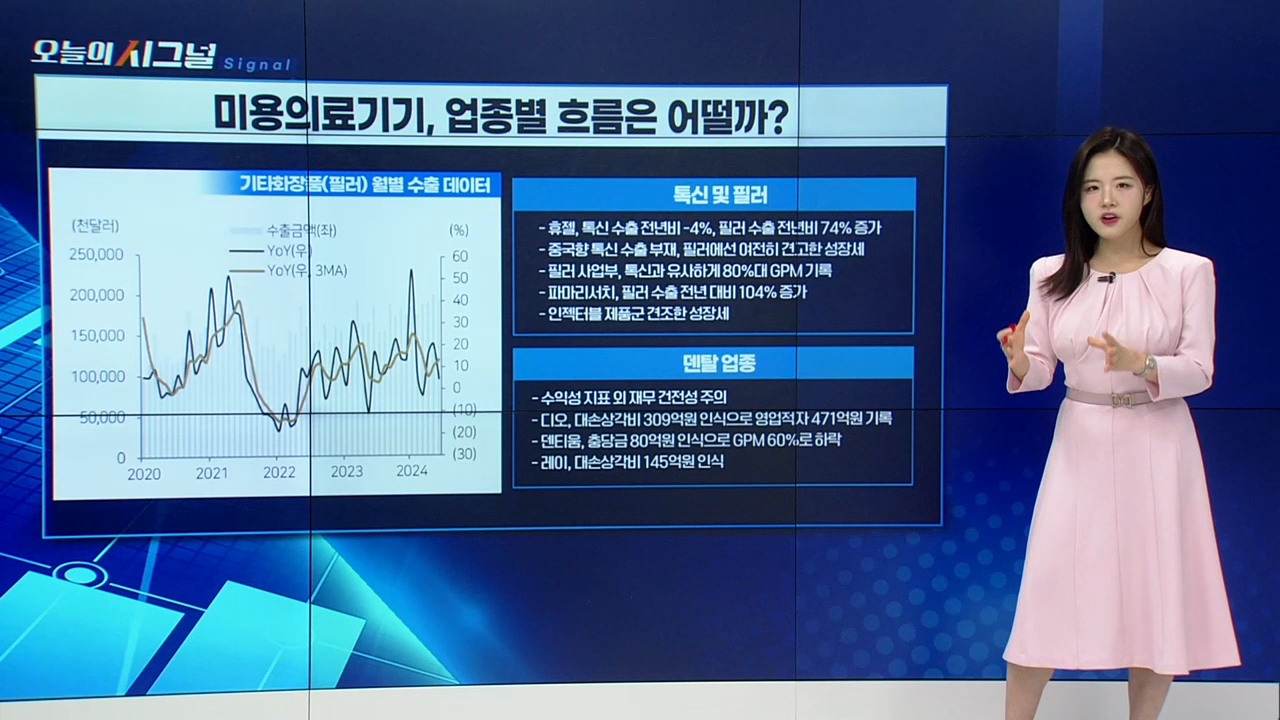 오늘의 시그널 Signal
미용의료기기, 업종별 흐름은 어떨까?
기타화장품(필러) 월별 수출 데이터
(천달러)
수출금액(좌)
(%)
YoY(우)
YoY(우, 3MA)
250,000
200,000
150,000
100,000
50,000
0
60
50
40
30
20
10
0
(10)
(20)
(30)
2020 2021 2022 2023 2024
톡신 및 필러
- 휴젤, 톡신 수출 전년비 -4%, 필러 수출 전년비 74% 증가
- 중국향 톡신 수출 부재, 필러에선 여전히 견고한 성장세
- 필러 사업부, 톡신과 유사하게 80%대 GPM 기록
- 파마리서치, 필러 수출 전년 대비 104% 증가
- 인젝터블 제품군 견조한 성장세
덴탈 업종
- 수익성 지표 외 재무 건전성 주의
- 디오, 대손상각비 309억원 인식으로 영업적자 471억원 기록
- 덴티움, 충당금 80억원 인식으로 GPM 60%로 하락
- 레이, 대손상각비 145억원 인식